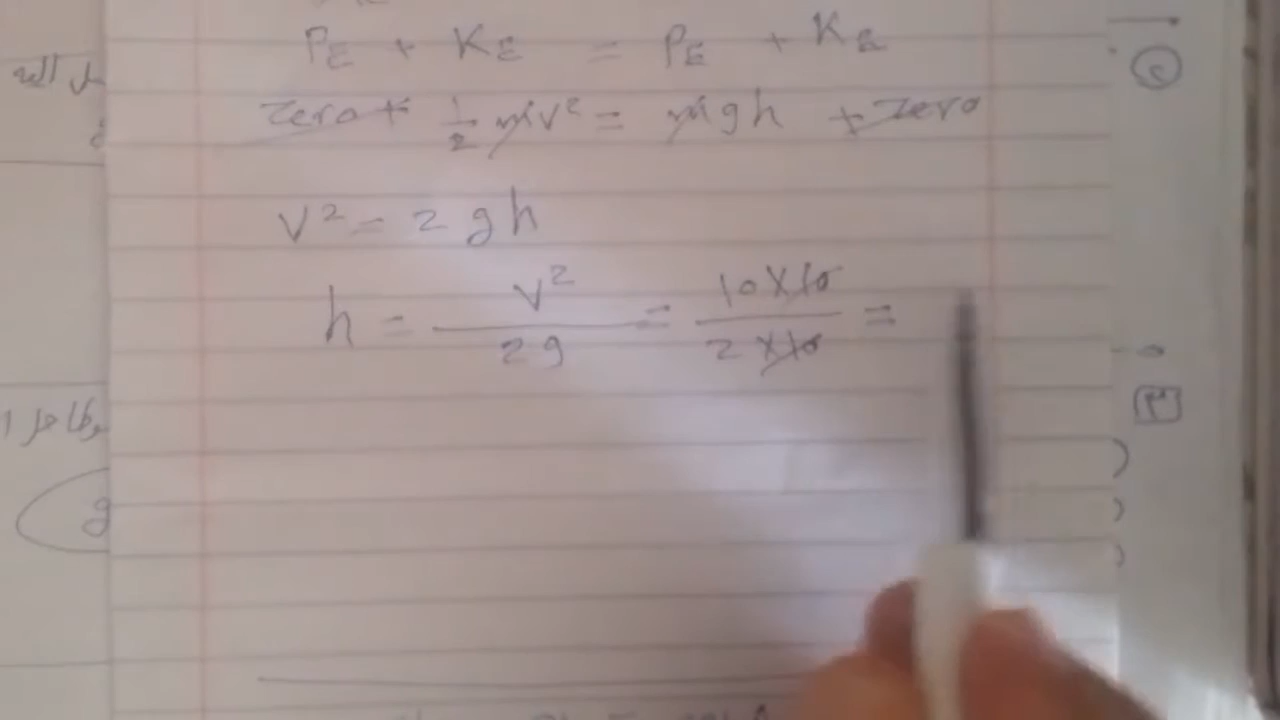 PE + KE = PE + KE
Zero + 1/2 mv² = mgh + Zero
V² = 2gh
h = V²/2g = 10×10/2×10 =